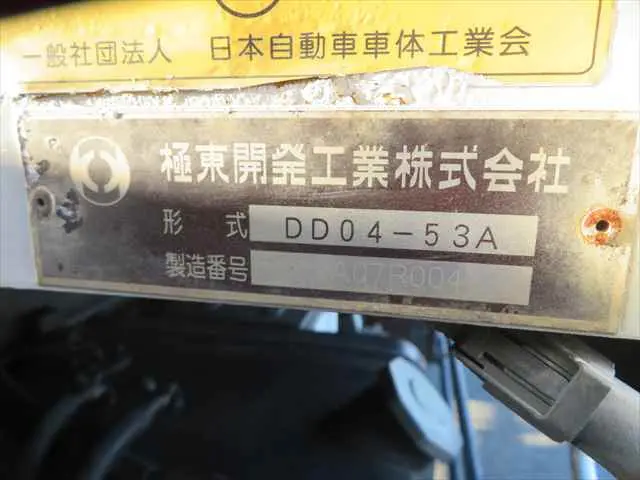 一般社団法人 日本自動車車体工業会
極東開発工業株式会社
形式 DD04-53A
製造番号